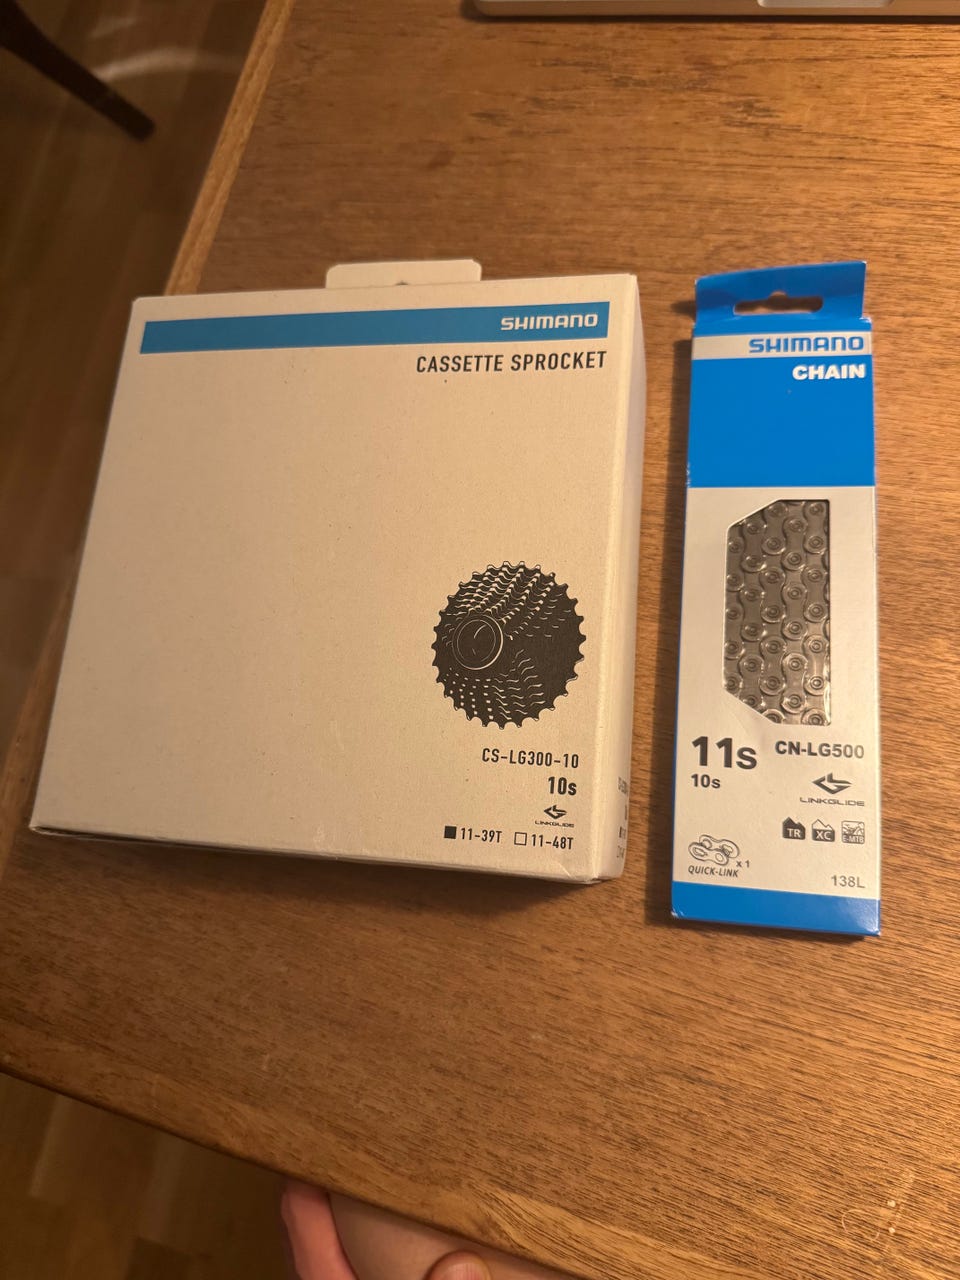 SHIMANO
CASSETTE SPROCKET
CS-LG300-10
10s
LINKGLIDE
11-39T 11-48T
SHIMANO
CHAIN
11s CN-LG500
10s
LINKGLIDE
TR XC E-MTB
x1
QUICK-LINK
138L